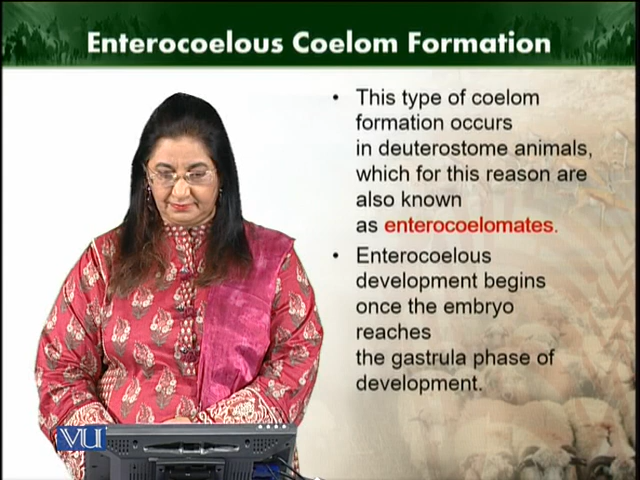 Enterocoelous Coelom Formation
• This type of coelom
formation occurs
in deuterostome animals,
which for this reason are
also known
as enterocoelomates.
• Enterocoelous
development begins
once the embryo
reaches
the gastrula phase of
development.
VU